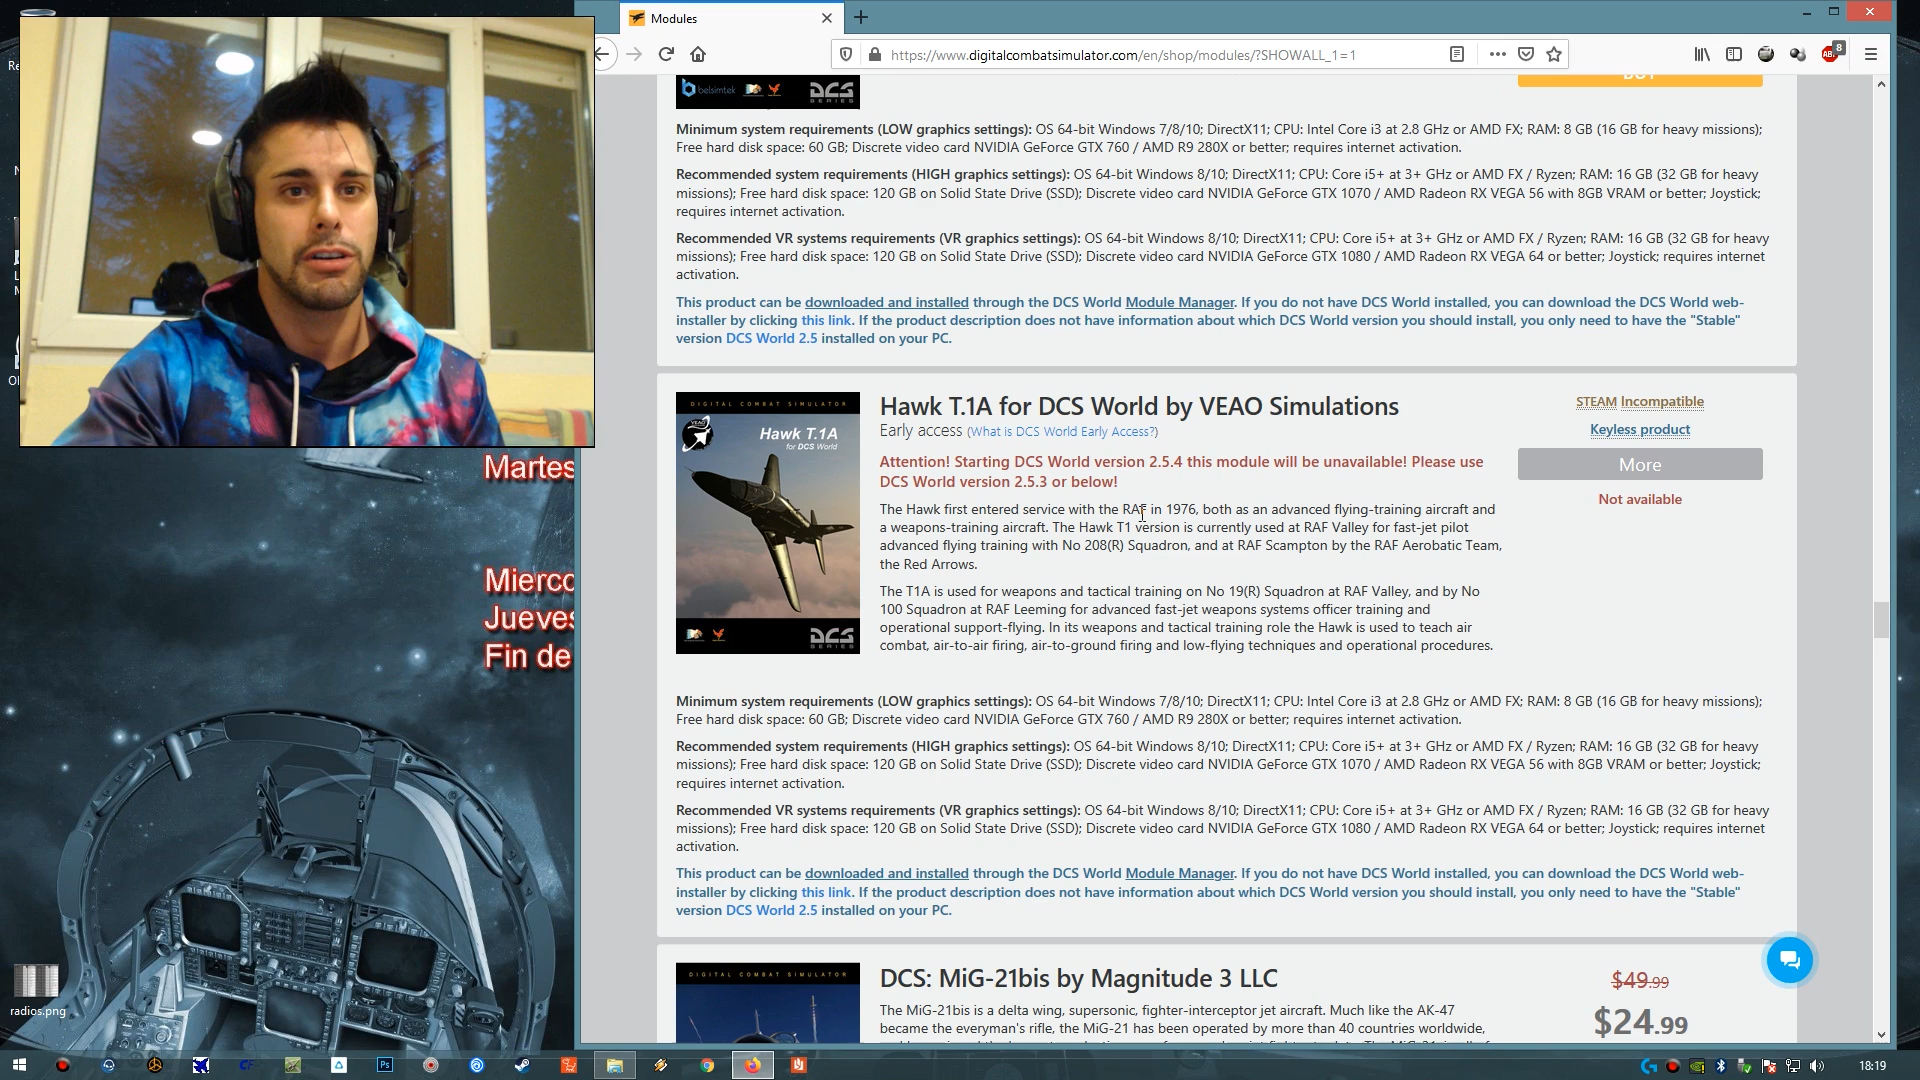 Modules
https://www.digitalcombatsimulator.com/en/shop/modules/?SHOWALL_1=1
8
belsimtek
DCS
SERIES
BUY
Minimum system requirements (LOW graphics settings): OS 64-bit Windows 7/8/10; DirectX11; CPU: Intel Core i3 at 2.8 GHz or AMD FX; RAM: 8 GB (16 GB for heavy missions);
Free hard disk space: 60 GB; Discrete video card NVIDIA GeForce GTX 760 / AMD R9 280X or better; requires internet activation.
Recommended system requirements (HIGH graphics settings): OS 64-bit Windows 8/10; DirectX11; CPU: Core i5+ at 3+ GHz or AMD FX / Ryzen; RAM: 16 GB (32 GB for heavy
missions); Free hard disk space: 120 GB on Solid State Drive (SSD); Discrete video card NVIDIA GeForce GTX 1070 / AMD Radeon RX VEGA 56 with 8GB VRAM or better; Joystick;
requires internet activation.
Recommended VR systems requirements (VR graphics settings): OS 64-bit Windows 8/10; DirectX11; CPU: Core i5+ at 3+ GHz or AMD FX / Ryzen; RAM: 16 GB (32 GB for heavy
missions); Free hard disk space: 120 GB on Solid State Drive (SSD); Discrete video card NVIDIA GeForce GTX 1080 / AMD Radeon RX VEGA 64 or better; Joystick; requires internet
activation.
This product can be downloaded and installed through the DCS World Module Manager. If you do not have DCS World installed, you can download the DCS World web-
installer by clicking this link. If the product description does not have information about which DCS World version you should install, you only need to have the "Stable"
version DCS World 2.5 installed on your PC.
DIGITAL COMBAT SIMULATOR
VEAO
Hawk T.1A
for DCS World
DCS
SERIES
Hawk T.1A for DCS World by VEAO Simulations
Early access (What is DCS World Early Access?)
Attention! Starting DCS World version 2.5.4 this module will be unavailable! Please use
DCS World version 2.5.3 or below!
The Hawk first entered service with the RAF in 1976, both as an advanced flying-training aircraft and
a weapons-training aircraft. The Hawk T1 version is currently used at RAF Valley for fast-jet pilot
advanced flying training with No 208(R) Squadron, and at RAF Scampton by the RAF Aerobatic Team,
the Red Arrows.
The T1A is used for weapons and tactical training on No 19(R) Squadron at RAF Valley, and by No
100 Squadron at RAF Leeming for advanced fast-jet weapons systems officer training and
operational support-flying. In its weapons and tactical training role the Hawk is used to teach air
combat, air-to-air firing, air-to-ground firing and low-flying techniques and operational procedures.
STEAM Incompatible
Keyless product
More
Not available
Minimum system requirements (LOW graphics settings): OS 64-bit Windows 7/8/10; DirectX11; CPU: Intel Core i3 at 2.8 GHz or AMD FX; RAM: 8 GB (16 GB for heavy missions);
Free hard disk space: 60 GB; Discrete video card NVIDIA GeForce GTX 760 / AMD R9 280X or better; requires internet activation.
Recommended system requirements (HIGH graphics settings): OS 64-bit Windows 8/10; DirectX11; CPU: Core i5+ at 3+ GHz or AMD FX / Ryzen; RAM: 16 GB (32 GB for heavy
missions); Free hard disk space: 120 GB on Solid State Drive (SSD); Discrete video card NVIDIA GeForce GTX 1070 / AMD Radeon RX VEGA 56 with 8GB VRAM or better; Joystick;
requires internet activation.
Recommended VR systems requirements (VR graphics settings): OS 64-bit Windows 8/10; DirectX11; CPU: Core i5+ at 3+ GHz or AMD FX / Ryzen; RAM: 16 GB (32 GB for heavy
missions); Free hard disk space: 120 GB on Solid State Drive (SSD); Discrete video card NVIDIA GeForce GTX 1080 / AMD Radeon RX VEGA 64 or better; Joystick; requires internet
activation.
This product can be downloaded and installed through the DCS World Module Manager. If you do not have DCS World installed, you can download the DCS World web-
installer by clicking this link. If the product description does not have information about which DCS World version you should install, you only need to have the "Stable"
version DCS World 2.5 installed on your PC.
DIGITAL COMBAT SIMULATOR
DCS: MiG-21bis by Magnitude 3 LLC
The MiG-21bis is a delta wing, supersonic, fighter-interceptor jet aircraft. Much like the AK-47
became the everyman's rifle, the MiG-21 has been operated by more than 40 countries worldwide,
$49.99
$24.99
Martes
Mierco
Jueves
Fin de
radios.png
Ps
18:19